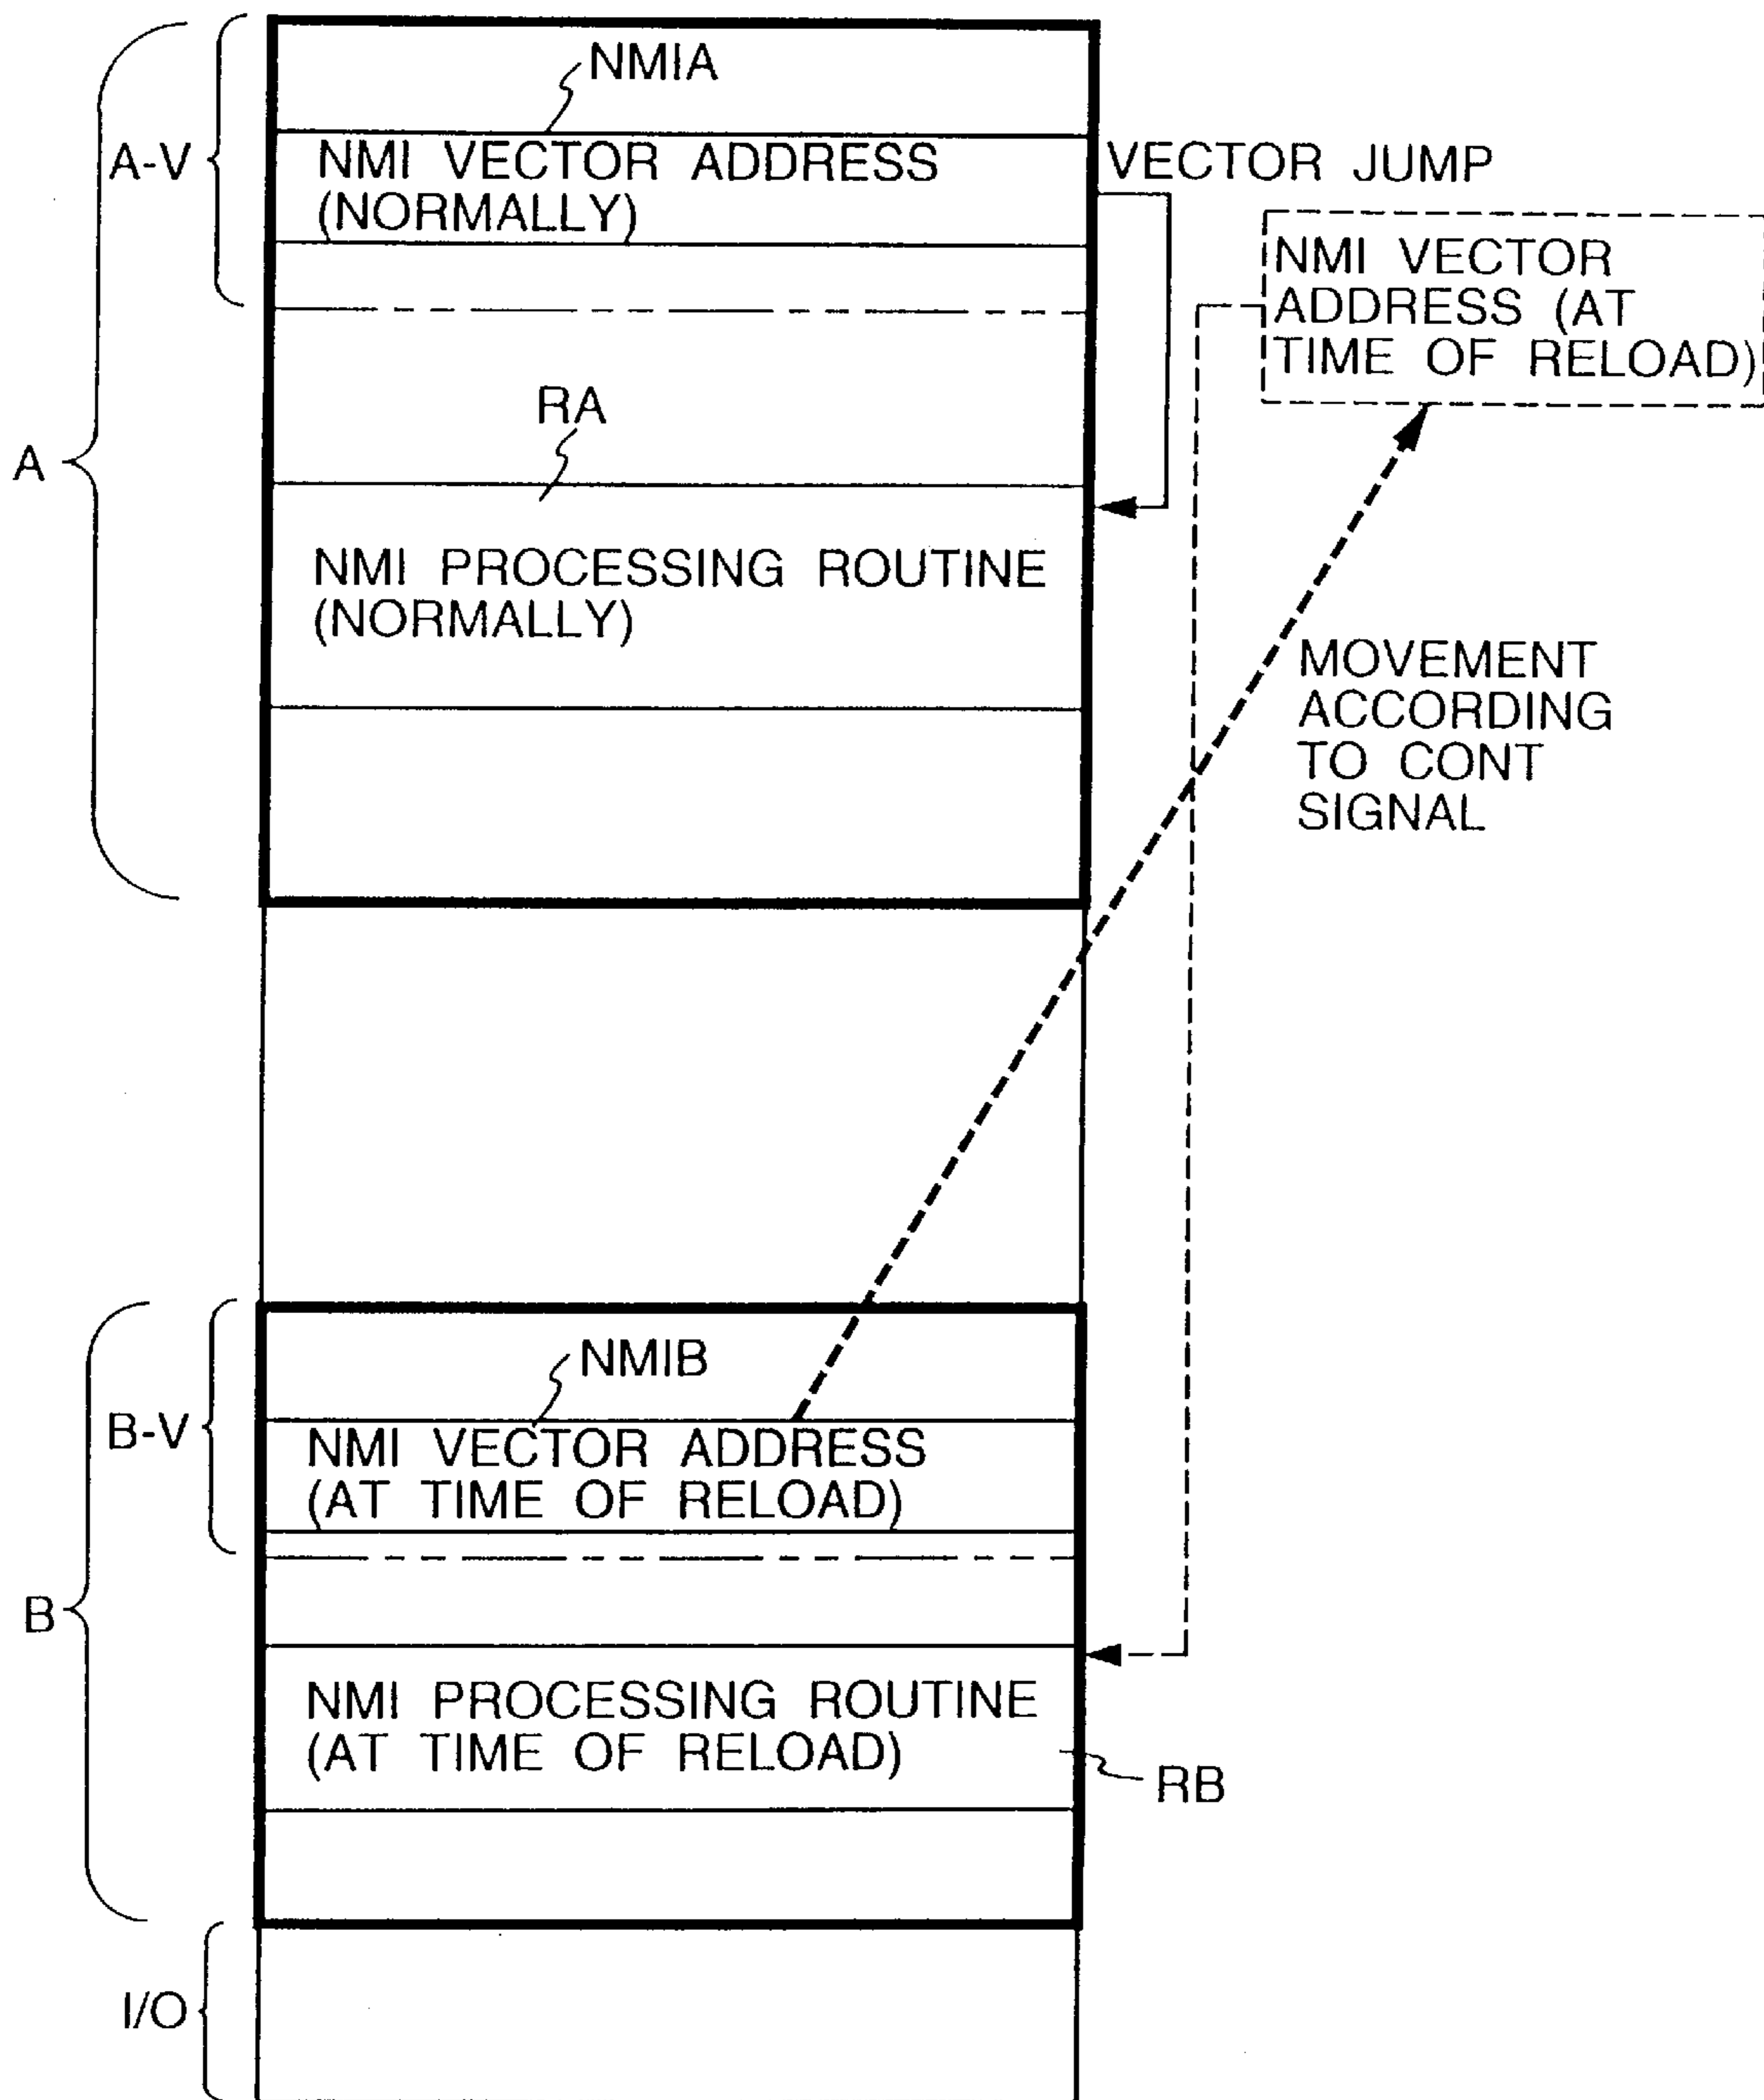 NMIA
A-V
NMI VECTOR ADDRESS
(NORMALLY)
VECTOR JUMP
NMI VECTOR
ADDRESS (AT
TIME OF RELOAD)
RA
A
NMI PROCESSING ROUTINE
(NORMALLY)
MOVEMENT
ACCORDING
TO CONT
SIGNAL
NMIB
B-V
NMI VECTOR ADDRESS
(AT TIME OF RELOAD)
B
NMI PROCESSING ROUTINE
(AT TIME OF RELOAD)
RB
I/O